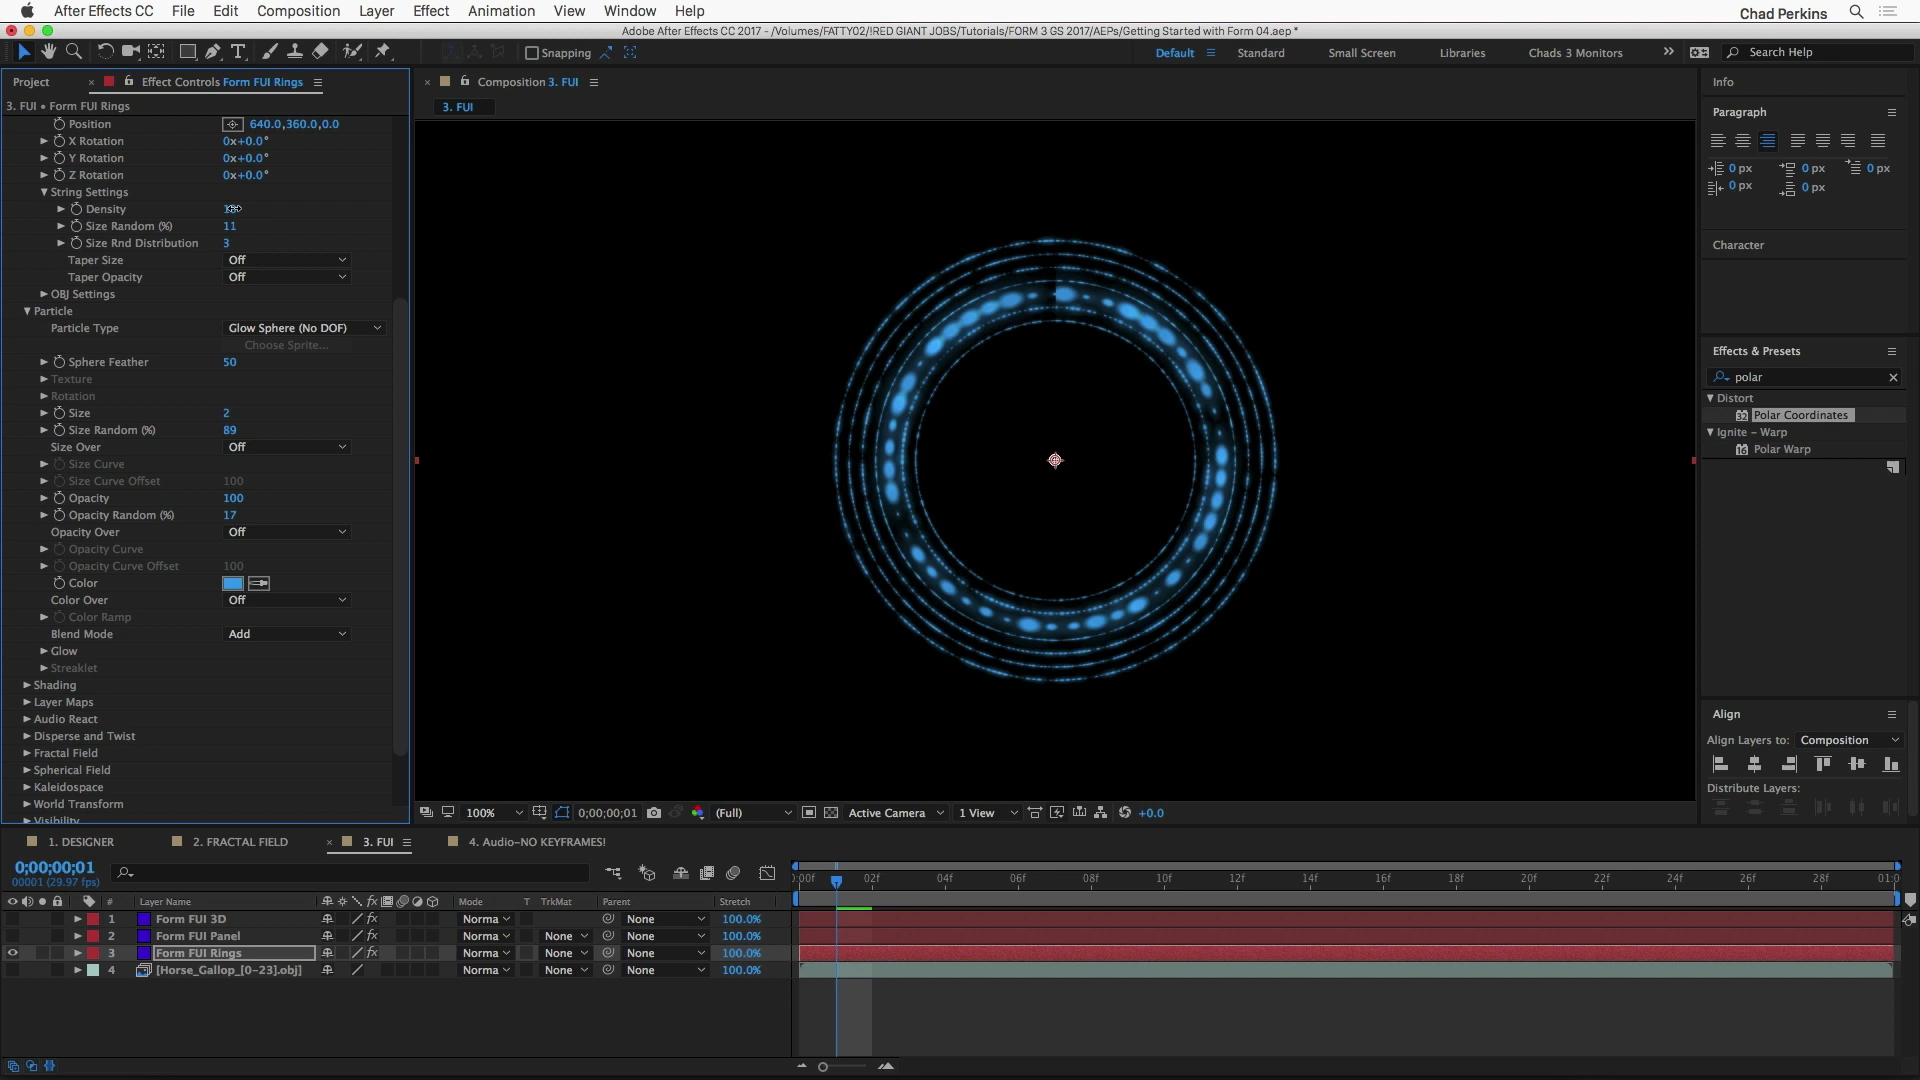 After Effects CC File Edit Composition Layer Effect Animation View Window Help Chad Perkins
Adobe After Effects CC 2017 - /Volumes/FATTY02/!RED GIANT JOBS/Tutorials/FORM 3 GS 2017/AEPs/Getting Started with Form 04.aep *
Snapping Default Standard Small Screen Libraries Chads 3 Monitors Search Help
Project Effect Controls Form FUI Rings
3. FUI • Form FUI Rings
Position 640.0,360.0,0.0
X Rotation 0x+0.0°
Y Rotation 0x+0.0°
Z Rotation 0x+0.0°
String Settings
Density
Size Random (%) 11
Size Rnd Distribution 3
Taper Size Off
Taper Opacity Off
OBJ Settings
Particle
Particle Type Glow Sphere (No DOF)
Choose Sprite...
Sphere Feather 50
Texture
Rotation
Size 2
Size Random (%) 89
Size Over Off
Size Curve
Size Curve Offset 100
Opacity 100
Opacity Random (%) 17
Opacity Over Off
Opacity Curve
Opacity Curve Offset 100
Color
Color Over Off
Color Ramp
Blend Mode Add
Glow
Streaklet
Shading
Layer Maps
Audio React
Disperse and Twist
Fractal Field
Spherical Field
Kaleidospace
World Transform
Visibility
Composition 3. FUI
3. FUI
100% 0;00;00;01 (Full) Active Camera 1 View +0.0
Info
Paragraph
0 px 0 px 0 px
0 px 0 px
Character
Effects & Presets
polar
Distort
32 Polar Coordinates
Ignite - Warp
16 Polar Warp
Align
Align Layers to: Composition
Distribute Layers:
1. DESIGNER 2. FRACTAL FIELD 3. FUI 4. Audio-NO KEYFRAMES!
0;00;00;01
00001 (29.97 fps)
):00f 02f 04f 06f 08f 10f 12f 14f 16f 18f 20f 22f 24f 26f 28f 01:0
# Layer Name fx Mode T TrkMat Parent Stretch
1 Form FUI 3D fx Norma None 100.0%
2 Form FUI Panel fx Norma None None 100.0%
3 Form FUI Rings fx Norma None None 100.0%
4 [Horse_Gallop_[0-23].obj] Norma None None 100.0%